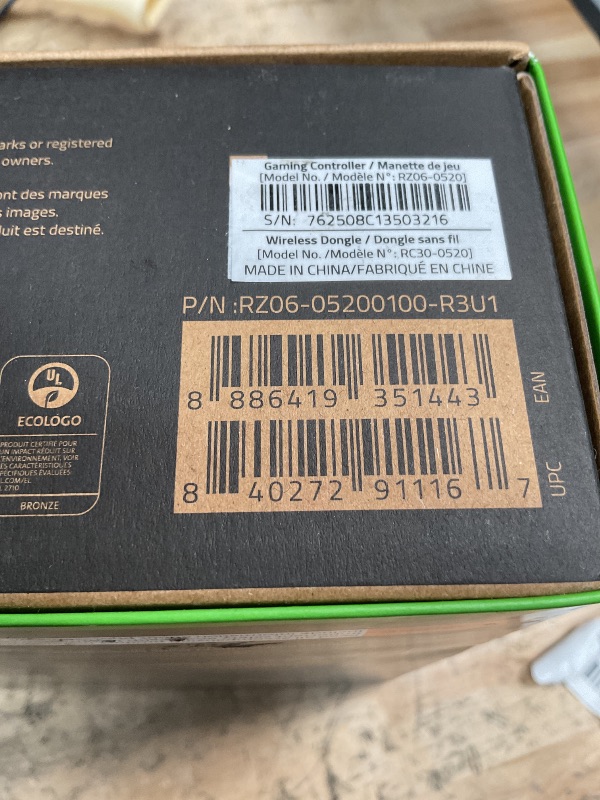 arks or registered
owners.
ont des marques
s images.
uit est destiné.
Gaming Controller / Manette de jeu
[Model No. / Modèle N°: RZ06-0520]
S/N: 762508C13503216
Wireless Dongle / Dongle sans fil
[Model No. /Modèle N°: RC30-0520]
MADE IN CHINA/FABRIQUÉ EN CHINE
P/N :RZ06-05200100-R3U1
8 886419 351443
EAN
8 40272 91116 7
UPC
UL
ECOLOGO
PRODUIT CERTIFIÉ POUR
UN IMPACT RÉDUIT SUR
L'ENVIRONNEMENT. VOIR
ES CARACTÉRISTIQUES
SPÉCIFIQUES ÉVALUÉES
L.COM/EL
L 2710
BRONZE